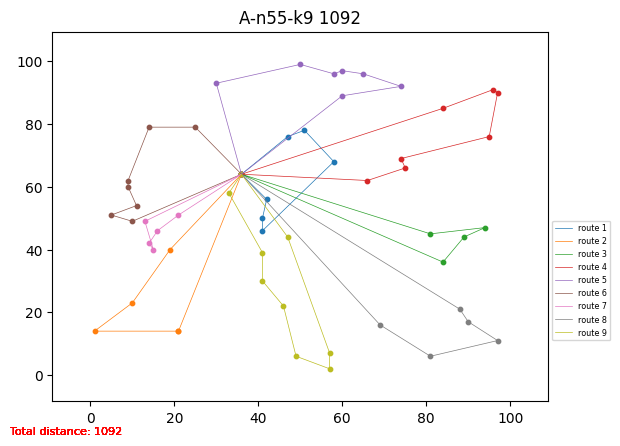 A-n55-k9 1092
100
80
60
40
20
0
0 20 40 60 80 100
route 1
route 2
route 3
route 4
route 5
route 6
route 7
route 8
route 9
Total distance: 1092